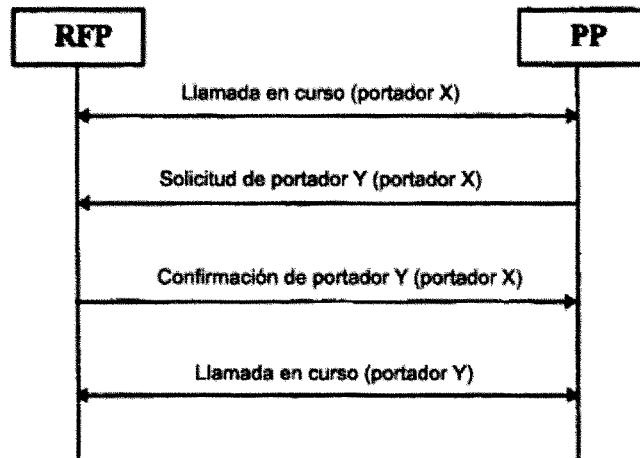 RFP
PP
Llamada en curso (portador X)
Solicitud de portador Y (portador X)
Confirmación de portador Y (portador X)
Llamada en curso (portador Y)